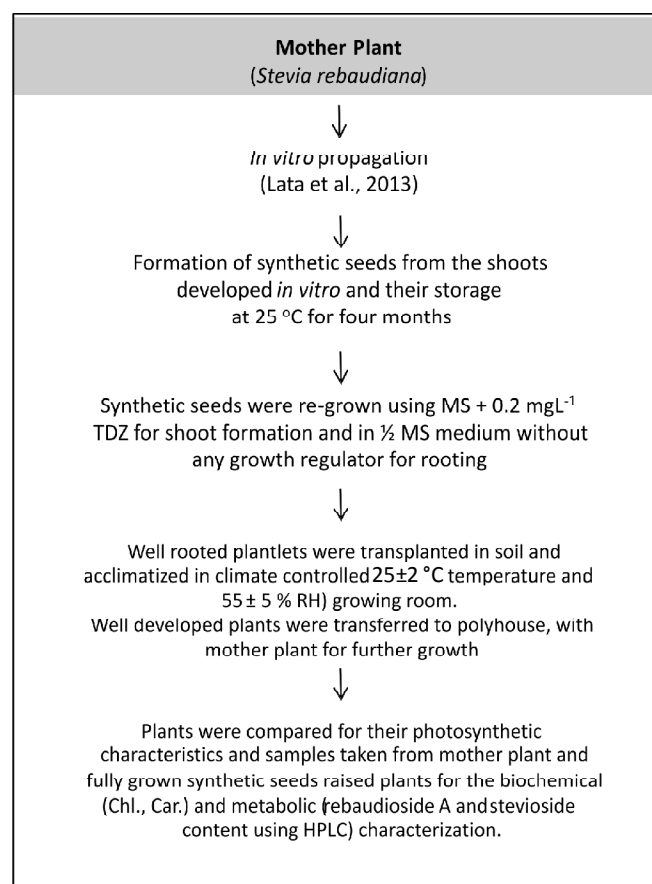 Mother Plant
(Stevia rebaudiana)
In vitro propagation
(Lata et al., 2013)
Formation of synthetic seeds from the shoots
developed in vitro and their storage
at 25 °C for four months
Synthetic seeds were re-grown using MS + 0.2 mgL⁻¹
TDZ for shoot formation and in ½ MS medium without
any growth regulator for rooting
Well rooted plantlets were transplanted in soil and
acclimatized in climate controlled 25±2 °C temperature and
55± 5 % RH) growing room.
Well developed plants were transferred to polyhouse, with
mother plant for further growth
Plants were compared for their photosynthetic
characteristics and samples taken from mother plant and
fully grown synthetic seeds raised plants for the biochemical
(Chl., Car.) and metabolic (rebaudioside A and stevioside
content using HPLC) characterization.